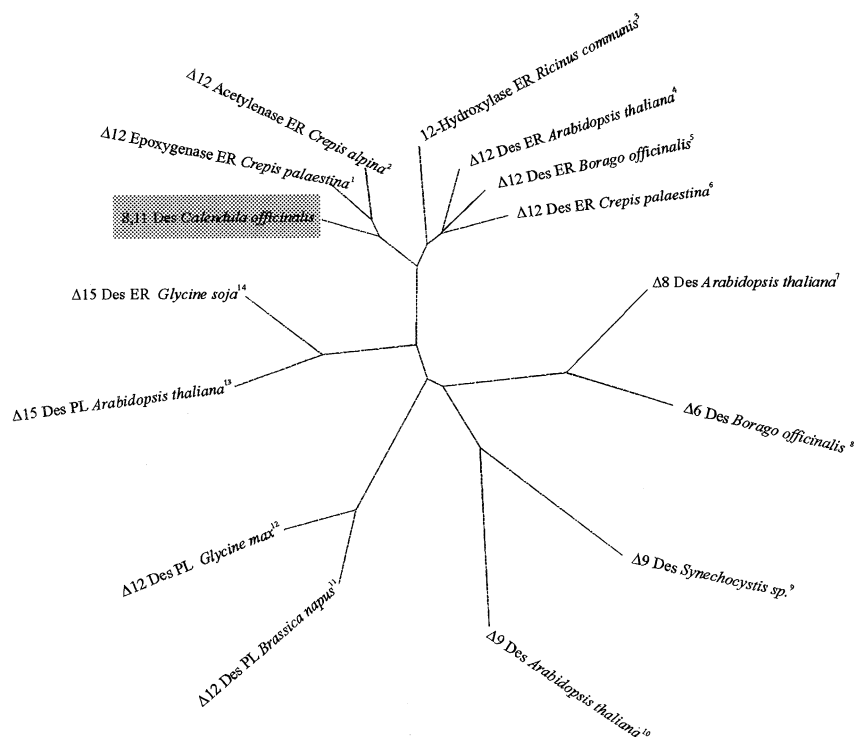 Δ12 Acetylenase ER Crepis alpina²
12-Hydroxylase ER Ricinus communis³
Δ12 Epoxygenase ER Crepis palaestina¹
Δ12 Des ER Arabidopsis thaliana⁴
Δ12 Des ER Borago officinalis⁵
8,11 Des Calendula officinalis
Δ12 Des ER Crepis palaestina⁶
Δ15 Des ER Glycine soja¹⁴
Δ8 Des Arabidopsis thaliana⁷
Δ15 Des PL Arabidopsis thaliana¹³
Δ6 Des Borago officinalis ⁸
Δ12 Des PL Glycine max¹²
Δ9 Des Synechocystis sp.⁹
Δ12 Des PL Brassica napus¹¹
Δ9 Des Arabidopsis thaliana¹⁰